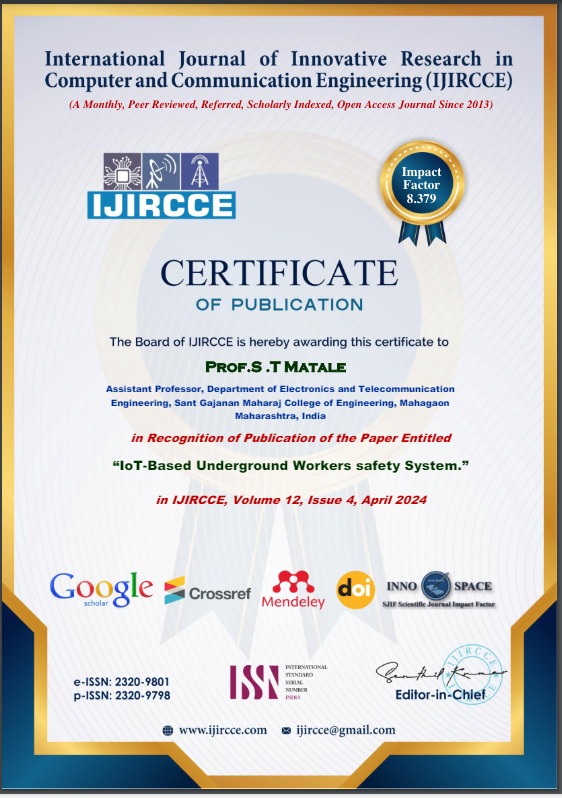 International Journal of Innovative Research in
Computer and Communication Engineering (IJIRCCE)
(A Monthly, Peer Reviewed, Referred, Scholarly Indexed, Open Access Journal Since 2013)
IJIRCCE
Impact
Factor
8.379
CERTIFICATE
OF PUBLICATION
The Board of IJIRCCE is hereby awarding this certificate to
PROF.S .T MATALE
Assistant Professor, Department of Electronics and Telecommunication
Engineering, Sant Gajanan Maharaj College of Engineering, Mahagaon
Maharashtra, India
in Recognition of Publication of the Paper Entitled
“IoT-Based Underground Workers safety System.”
in IJIRCCE, Volume 12, Issue 4, April 2024
Google
scholar
Crossref
Mendeley
doi
INNO SPACE
SJIF Scientific Journal Impact Factor
e-ISSN: 2320-9801
p-ISSN: 2320-9798
ISSN
INTERNATIONAL
STANDARD
SERIAL
NUMBER
INDIA
IJIRCCE
Editor-in-Chief
www.ijircce.com
ijircce@gmail.com